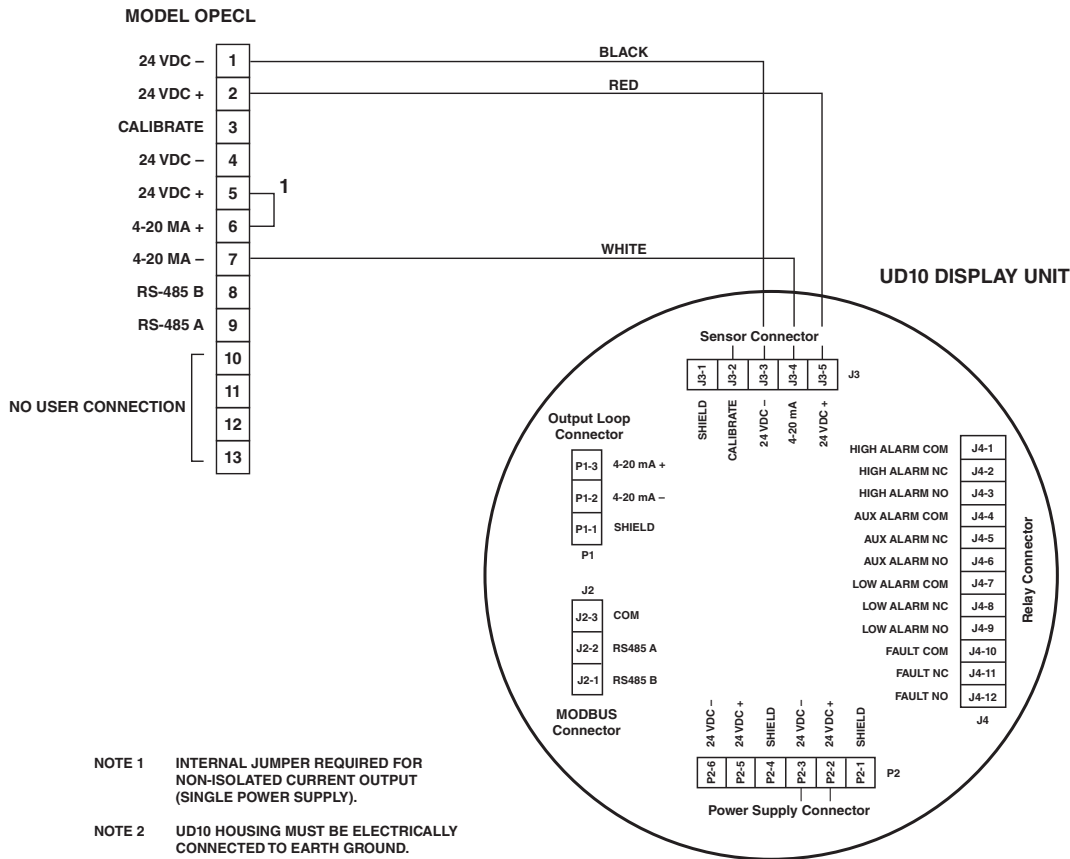 MODEL OPECL
24 VDC – 1
24 VDC + 2
CALIBRATE 3
24 VDC – 4
24 VDC + 5
4-20 MA + 6
4-20 MA – 7
RS-485 B 8
RS-485 A 9
10
11
12
13
NO USER CONNECTION
1
BLACK
RED
WHITE
UD10 DISPLAY UNIT
Sensor Connector
J3-1 J3-2 J3-3 J3-4 J3-5 J3
SHIELD
CALIBRATE
24 VDC –
4-20 mA
24 VDC +
Output Loop
Connector
P1-3 4-20 mA +
P1-2 4-20 mA –
P1-1 SHIELD
P1
J2
J2-3 COM
J2-2 RS485 A
J2-1 RS485 B
MODBUS
Connector
HIGH ALARM COM J4-1
HIGH ALARM NC J4-2
HIGH ALARM NO J4-3
AUX ALARM COM J4-4
AUX ALARM NC J4-5
AUX ALARM NO J4-6
LOW ALARM COM J4-7
LOW ALARM NC J4-8
LOW ALARM NO J4-9
FAULT COM J4-10
FAULT NC J4-11
FAULT NO J4-12
J4
Relay Connector
24 VDC –
24 VDC +
SHIELD
24 VDC –
24 VDC +
SHIELD
P2-6 P2-5 P2-4 P2-3 P2-2 P2-1 P2
Power Supply Connector
NOTE 1 INTERNAL JUMPER REQUIRED FOR
NON-ISOLATED CURRENT OUTPUT
(SINGLE POWER SUPPLY).
NOTE 2 UD10 HOUSING MUST BE ELECTRICALLY
CONNECTED TO EARTH GROUND.